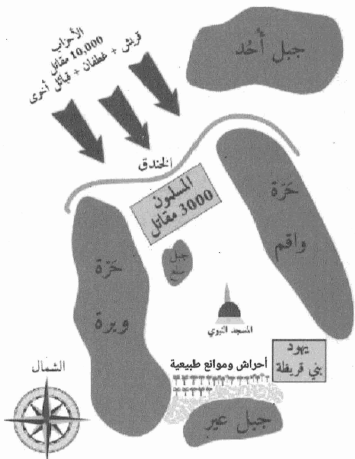 جبل أُحُد
الأحزاب
10,000 مقاتل
قريش + غطفان + قبائل أخرى
الخندق
المسلمون
3000 مقاتل
حَرّة
واقم
جبل
سلع
حَرّة
وبرة
المسجد النبوي
يهود
بني قريظة
أحراش وموانع طبيعية
الشمال
جبل عير